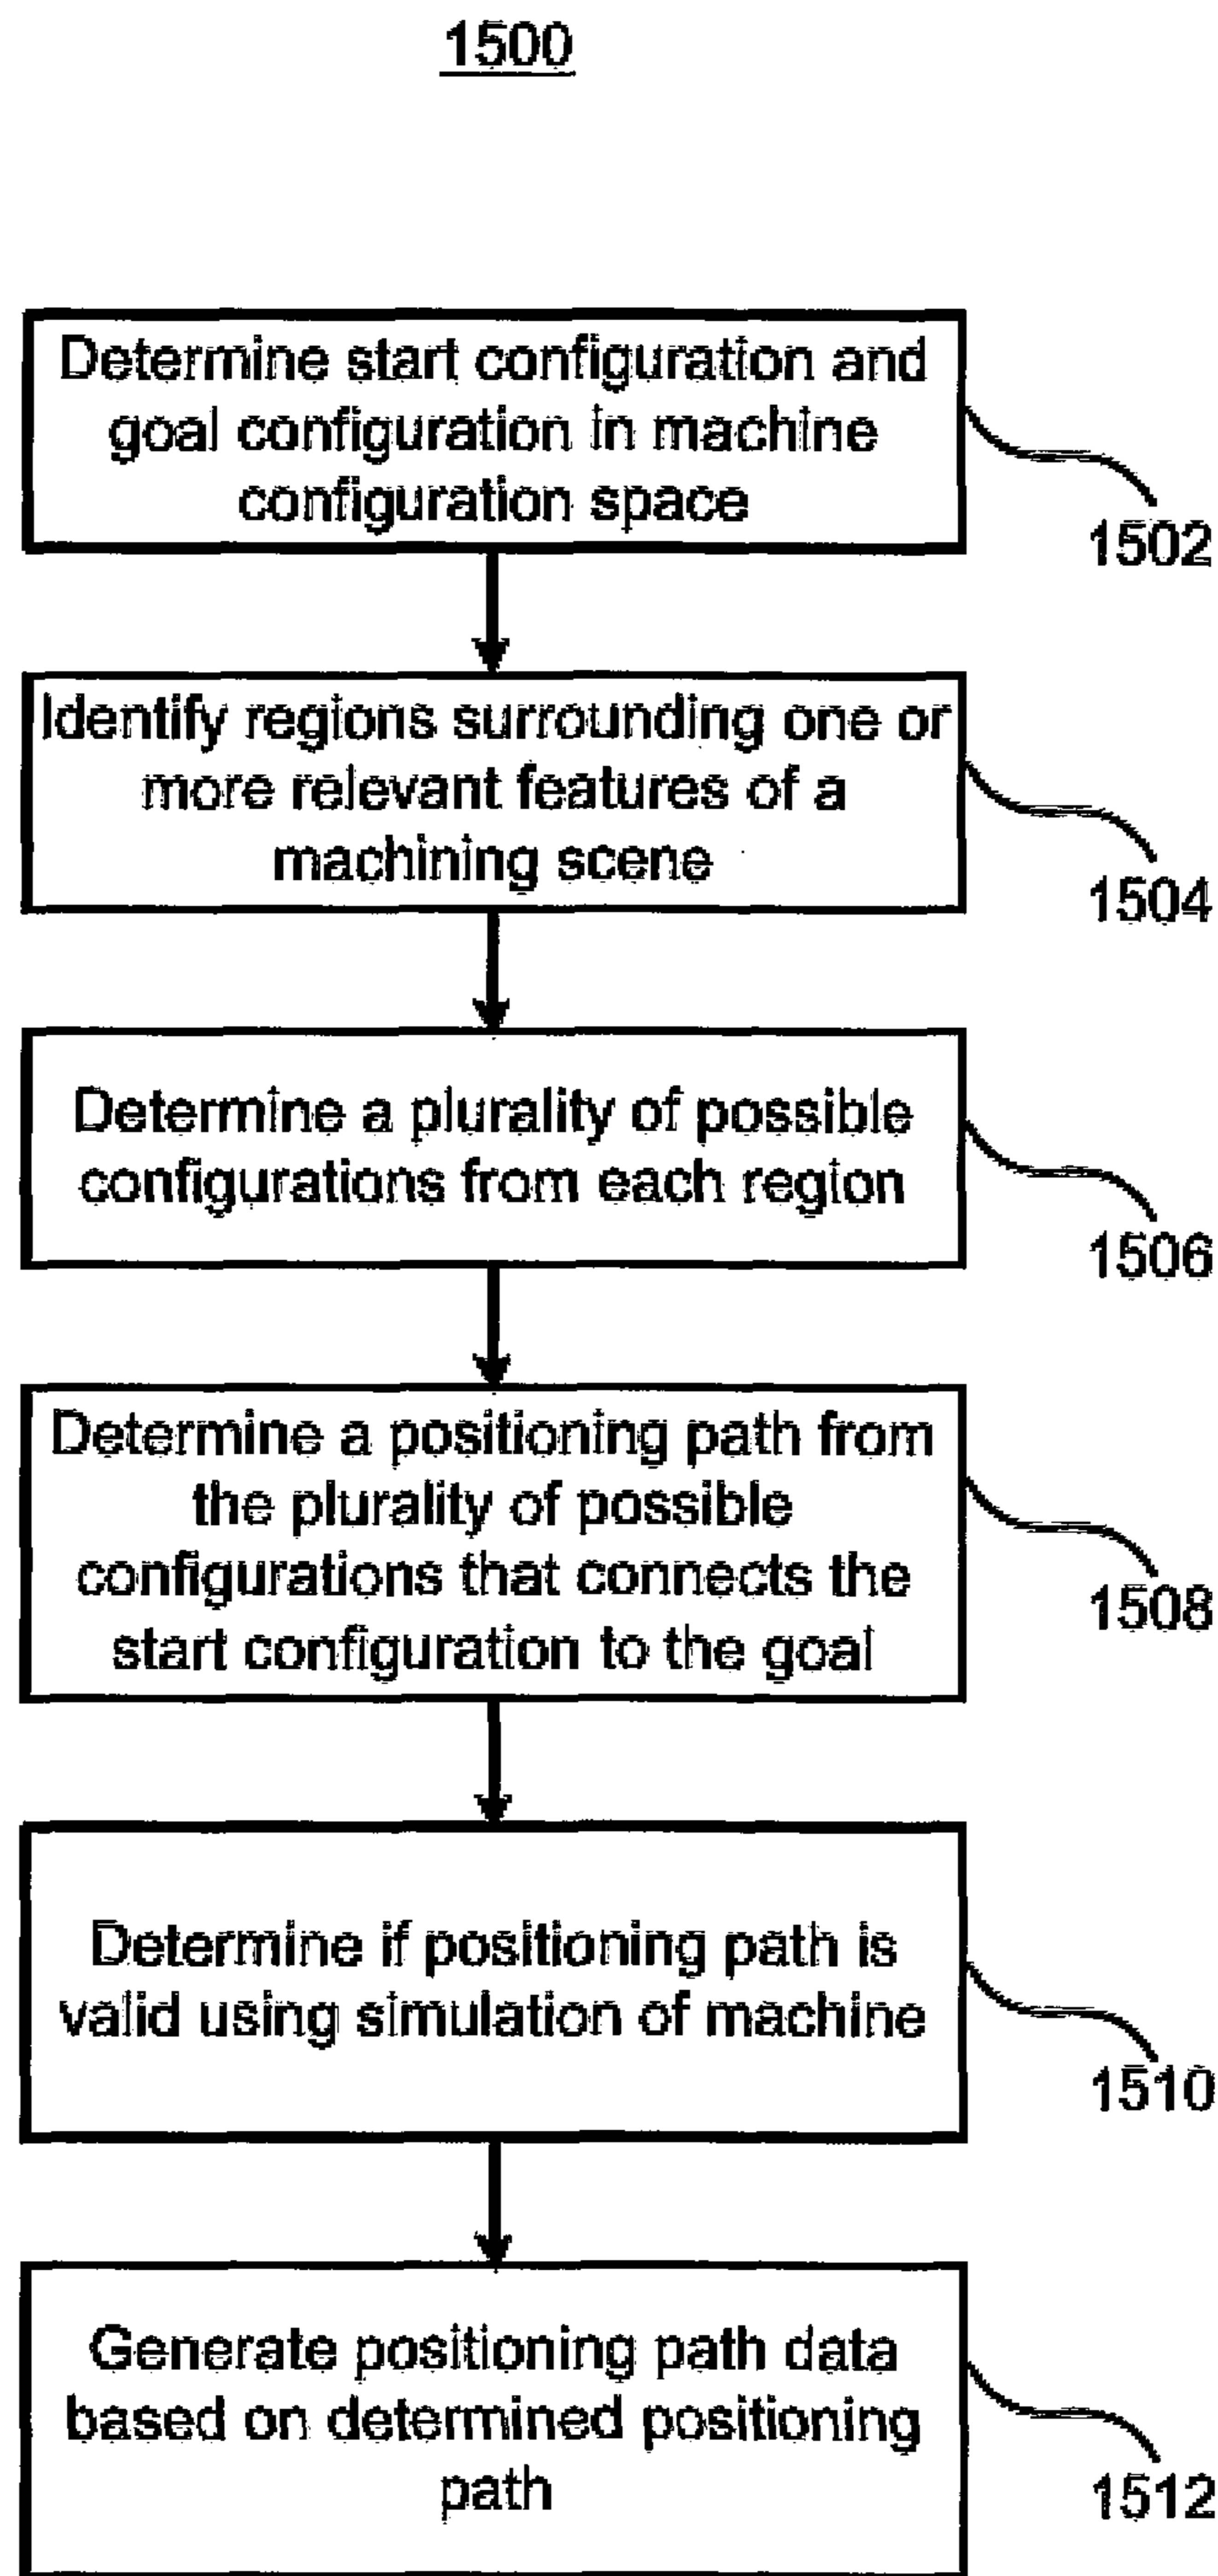 1500
Determine start configuration and
goal configuration in machine
configuration space
1502
Identify regions surrounding one or
more relevant features of a
machining scene
1504
Determine a plurality of possible
configurations from each region
1506
Determine a positioning path from
the plurality of possible
configurations that connects the
start configuration to the goal
1508
Determine if positioning path is
valid using simulation of machine
1510
Generate positioning path data
based on determined positioning
path
1512